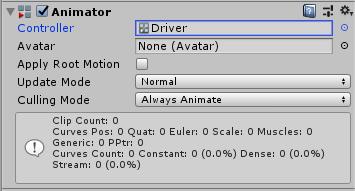 Animator
Controller Driver
Avatar None (Avatar)
Apply Root Motion
Update Mode Normal
Culling Mode Always Animate
Clip Count: 0
Curves Pos: 0 Quat: 0 Euler: 0 Scale: 0 Muscles: 0
Generic: 0 PPtr: 0
Curves Count: 0 Constant: 0 (0.0%) Dense: 0 (0.0%)
Stream: 0 (0.0%)